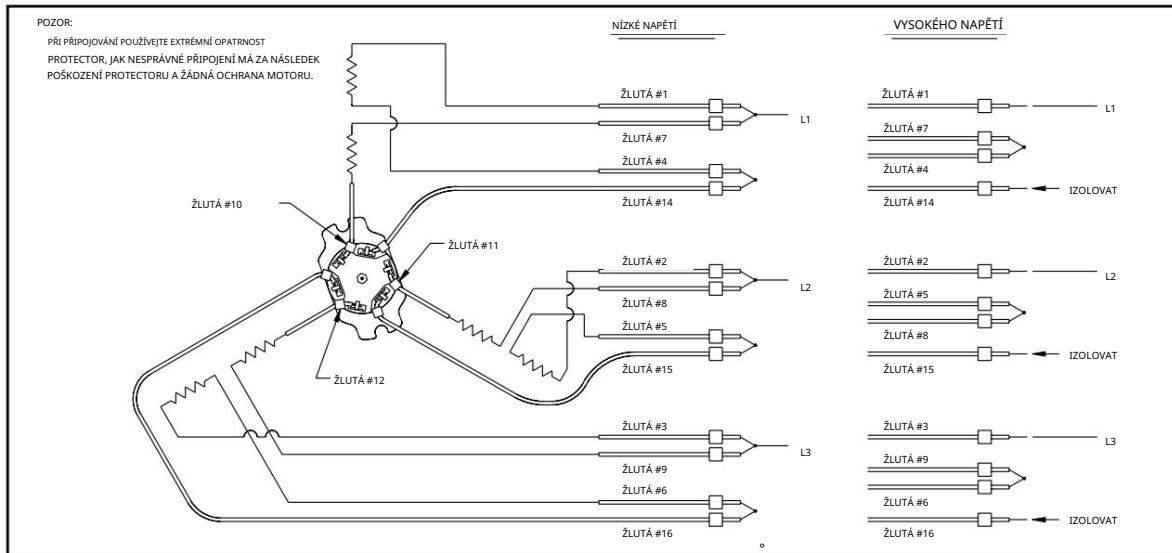 POZOR:
PŘI PŘIPOJOVÁNÍ POUŽÍVEJTE EXTRÉMNÍ OPATRNOST
PROTECTOR, JAK NESPRÁVNÉ PŘIPOJENÍ MÁ ZA NÁSLEDEK
POŠKOZENÍ PROTECTORU A ŽÁDNÁ OCHRANA MOTORU.
NÍZKÉ NAPĚTÍ
VYSOKÉHO NAPĚTÍ
ŽLUTÁ #1
L1
ŽLUTÁ #7
ŽLUTÁ #4
ŽLUTÁ #14
ŽLUTÁ #1
L1
ŽLUTÁ #7
ŽLUTÁ #4
IZOLOVAT
ŽLUTÁ #14
ŽLUTÁ #10
ŽLUTÁ #11
ŽLUTÁ #12
ŽLUTÁ #2
L2
ŽLUTÁ #8
ŽLUTÁ #5
ŽLUTÁ #15
ŽLUTÁ #2
L2
ŽLUTÁ #5
ŽLUTÁ #8
IZOLOVAT
ŽLUTÁ #15
ŽLUTÁ #3
L3
ŽLUTÁ #9
ŽLUTÁ #6
ŽLUTÁ #16
ŽLUTÁ #3
L3
ŽLUTÁ #9
ŽLUTÁ #6
IZOLOVAT
ŽLUTÁ #16